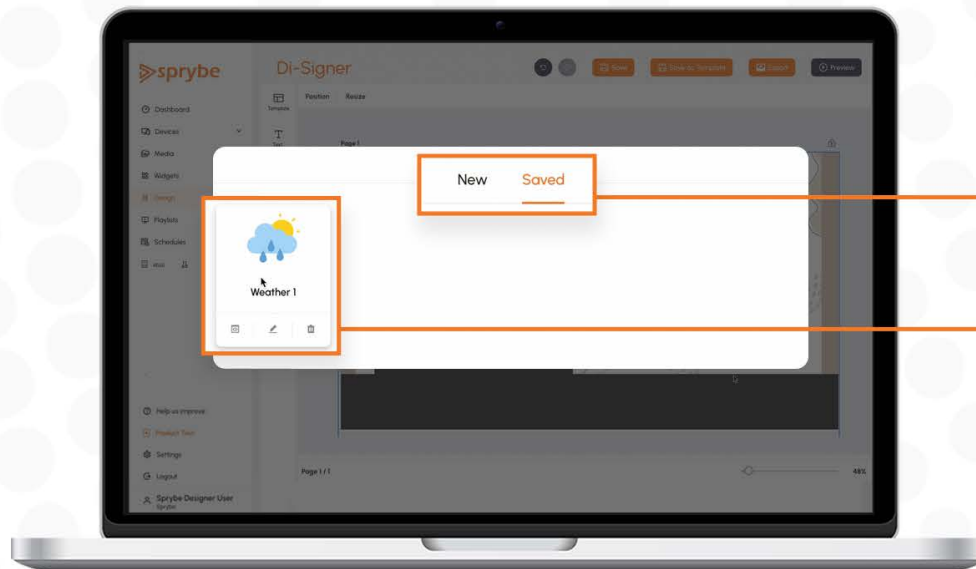 sprybe
Di-Signer
Save
Save as Template
Export
Preview
Dashboard
Devices
Media
Widgets
Design
Playlists
Schedules
Template
Position Resize
Text
Page 1
New Saved
Weather 1
Help us improve
Product Tour
Settings
Logout
Sprybe Designer User
Sprybe
Page 1 / 1
48%